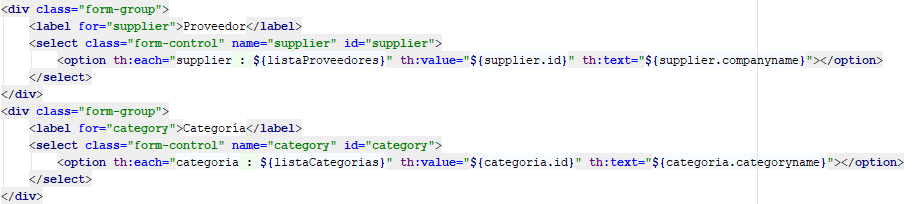 <div class="form-group">
    <label for="supplier">Proveedor</label>
    <select class="form-control" name="supplier" id="supplier">
        <option th:each="supplier : ${listaProveedores}" th:value="${supplier.id}" th:text="${supplier.companyname}"></option>
    </select>
</div>
<div class="form-group">
    <label for="category">Categoría</label>
    <select class="form-control" name="category" id="category">
        <option th:each="categoria : ${listaCategorias}" th:value="${categoria.id}" th:text="${categoria.categoryname}"></option>
    </select>
</div>